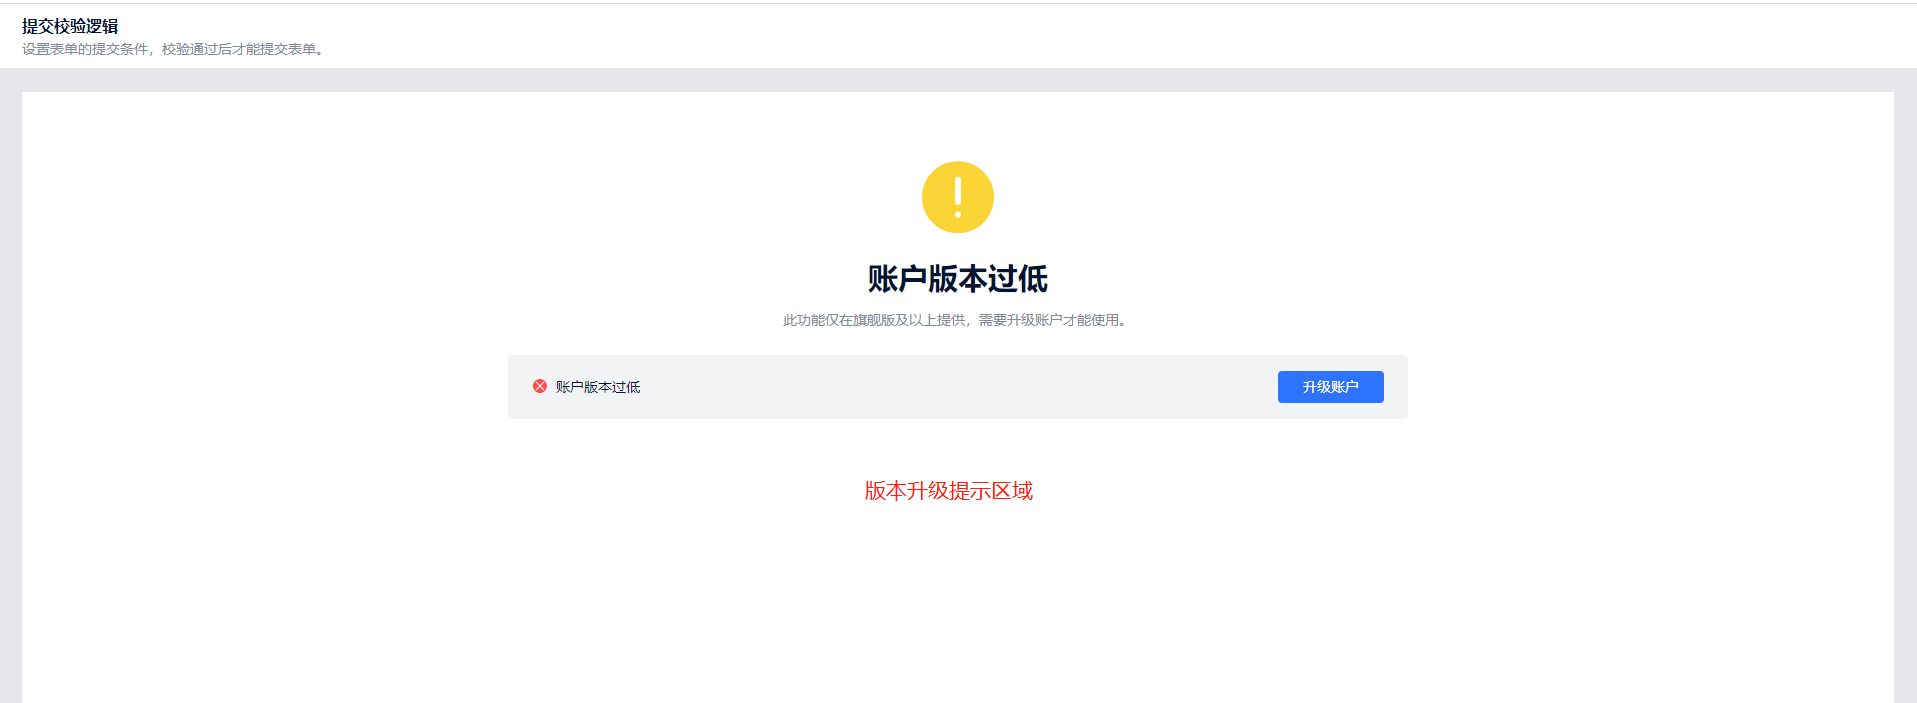 提交校验逻辑
设置表单的提交条件，校验通过后才能提交表单。
账户版本过低
此功能仅在旗舰版及以上提供，需要升级账户才能使用。
账户版本过低
升级账户
版本升级提示区域